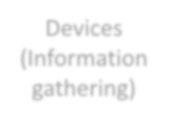 Devices
(Information
gathering)